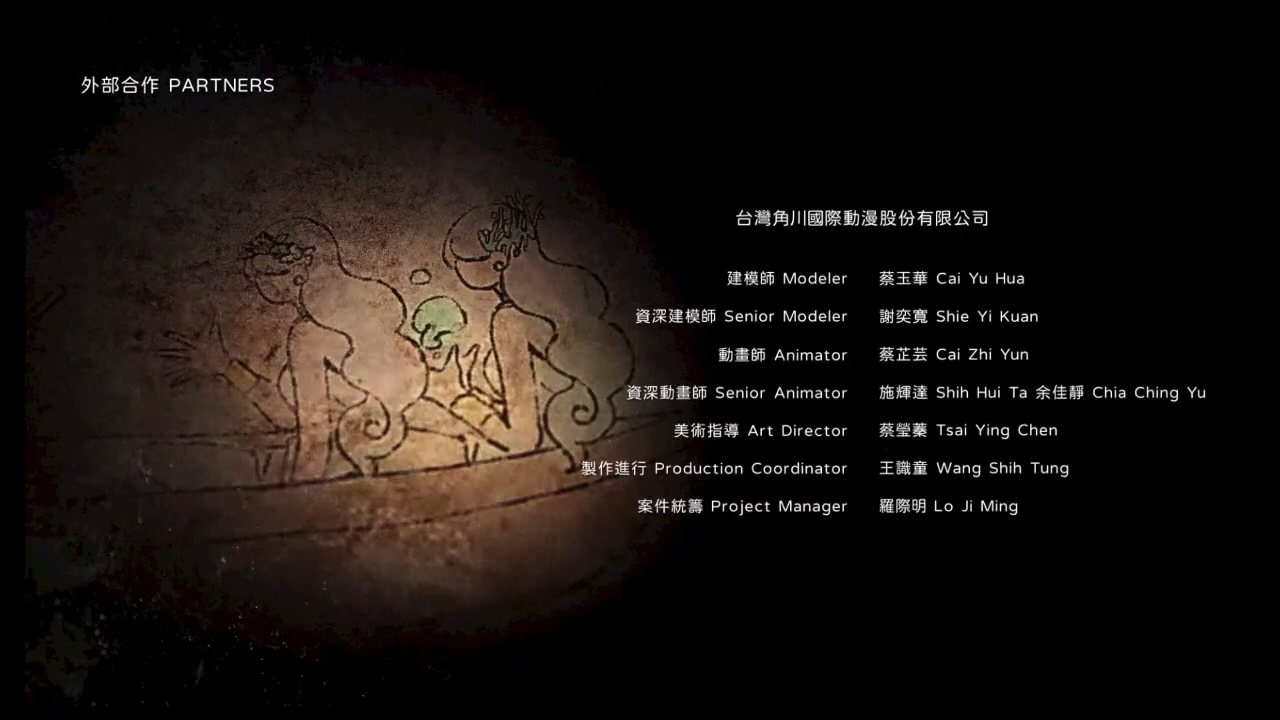 外部合作 PARTNERS
台灣角川國際動漫股份有限公司
建模師 Modeler 蔡玉華 Cai Yu Hua
資深建模師 Senior Modeler 謝奕寬 Shie Yi Kuan
動畫師 Animator 蔡芷芸 Cai Zhi Yun
資深動畫師 Senior Animator 施輝達 Shih Hui Ta 余佳靜 Chia Ching Yu
美術指導 Art Director 蔡瑩蓁 Tsai Ying Chen
製作進行 Production Coordinator 王識童 Wang Shih Tung
案件統籌 Project Manager 羅際明 Lo Ji Ming